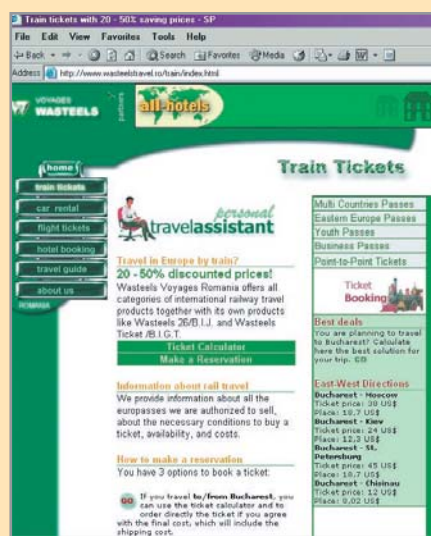 Train tickets with 20 - 50% saving prices - SP
File Edit View Favorites Tools Help
Back Search Favorites Media
Address http://www.wasteelstravel.ro/train/index.html
VOYAGES
WASTEELS
partners
all-hotels
Train Tickets
home
train tickets
car rental
flight tickets
hotel booking
travel guide
about us
ROMANIA
personal
travelassistant
Travel in Europe by train?
20 - 50% discounted prices!
Wasteels Voyages Romania offers all
categories of international railway travel
products together with its own products
like Wasteels 26/B.I.J. and Wasteels
Ticket /B.I.G.T.
Ticket Calculator
Make a Reservation
Information about rail travel
We provide information about all the
europasses we are authorized to sell,
about the necessary conditions to buy a
ticket, availability, and costs.
How to make a reservation
You have 3 options to book a ticket:
GO If you travel to/from Bucharest, you
can use the ticket calculator and to
order directly the ticket if you agree
with the final cost, which will include the
shipping cost.
Multi Countries Passes
Eastern Europe Passes
Youth Passes
Business Passes
Point-to-Point Tickets
Ticket
Booking
Best deals
You are planning to travel
to Bucharest? Calculate
here the best solution for
your trip.
East-West Directions
Bucharest - Moscow
Ticket price: 38 US$
Place: 18,7 US$
Bucharest - Kiev
Ticket price: 24 US$
Place: 12,3 US$
Bucharest - St.
Petersburg
Ticket price: 45 US$
Place: 18,7 US$
Bucharest - Chisinau
Ticket price: 12 US$
Place: 8,02 US$